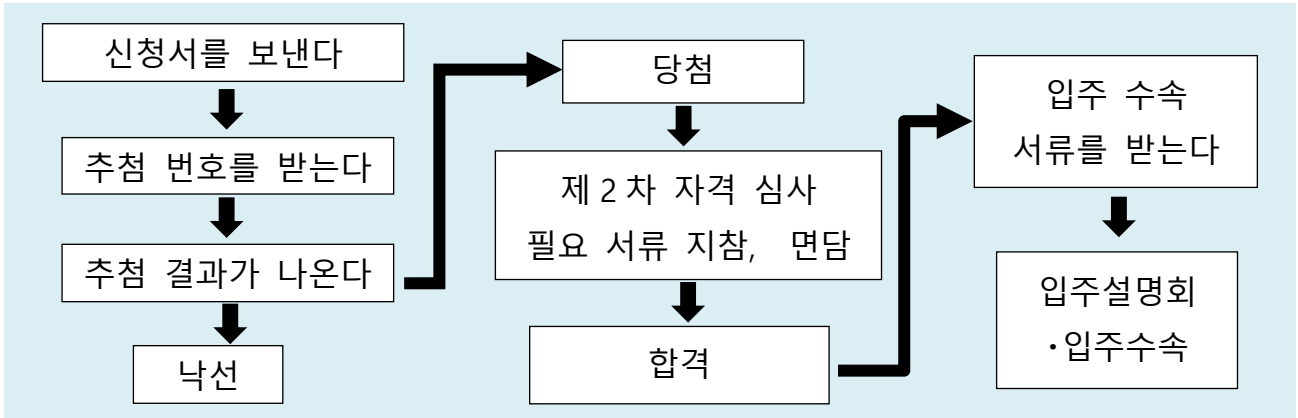 신청서를 보낸다
추첨 번호를 받는다
추첨 결과가 나온다
낙선
당첨
제 2 차 자격 심사
필요 서류 지참, 면담
합격
입주 수속
서류를 받는다
입주설명회
・입주수속